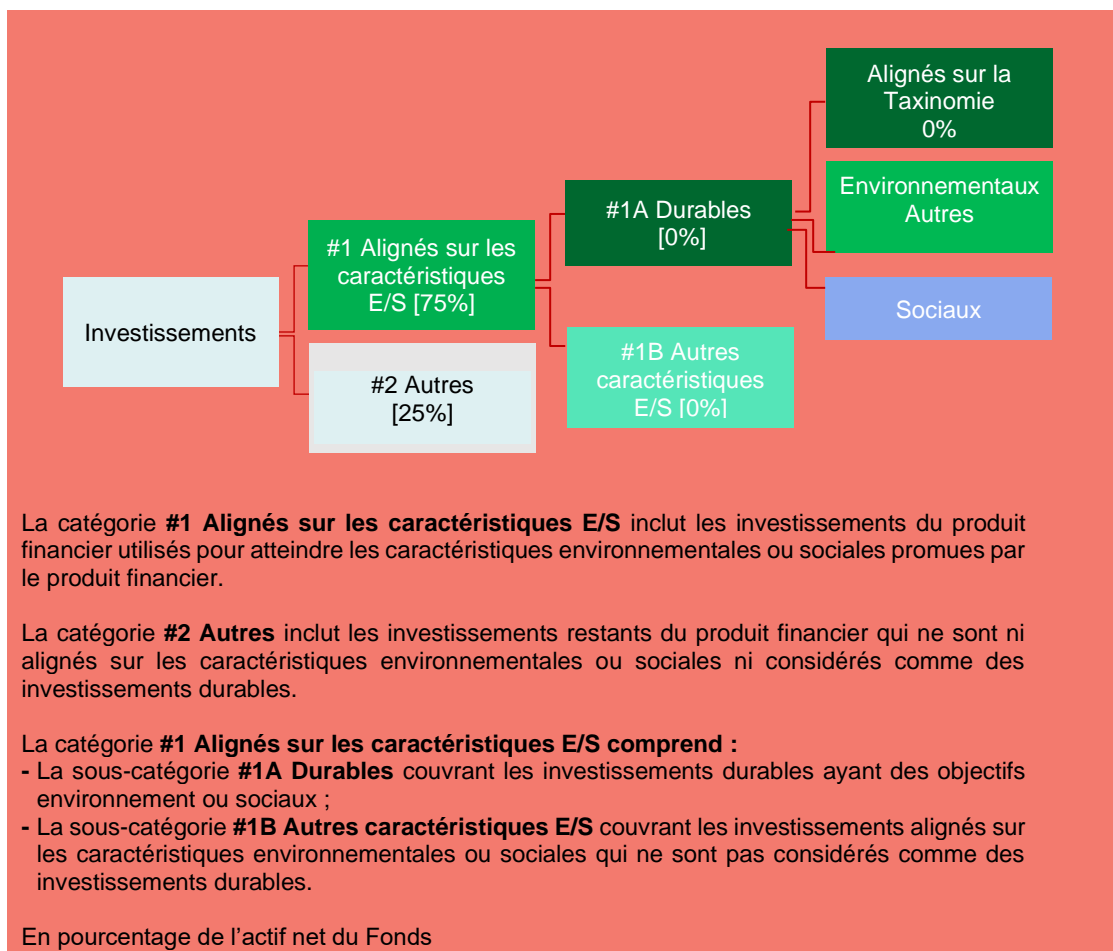 Alignés sur la
Taxinomie
0%
Environnementaux
Autres
#1A Durables
[0%]
#1 Alignés sur les
caractéristiques
E/S [75%]
Sociaux
Investissements
#1B Autres
caractéristiques
E/S [0%]
#2 Autres
[25%]
La catégorie #1 Alignés sur les caractéristiques E/S inclut les investissements du produit
financier utilisés pour atteindre les caractéristiques environnementales ou sociales promues par
le produit financier.
La catégorie #2 Autres inclut les investissements restants du produit financier qui ne sont ni
alignés sur les caractéristiques environnementales ou sociales ni considérés comme des
investissements durables.
La catégorie #1 Alignés sur les caractéristiques E/S comprend :
- La sous-catégorie #1A Durables couvrant les investissements durables ayant des objectifs
environnement ou sociaux ;
- La sous-catégorie #1B Autres caractéristiques E/S couvrant les investissements alignés sur
les caractéristiques environnementales ou sociales qui ne sont pas considérés comme des
investissements durables.
En pourcentage de l'actif net du Fonds